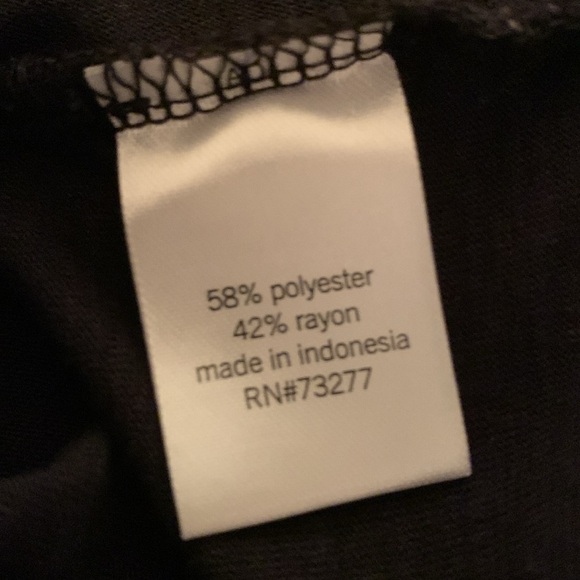 58% polyester
42% rayon
made in indonesia
RN#73277